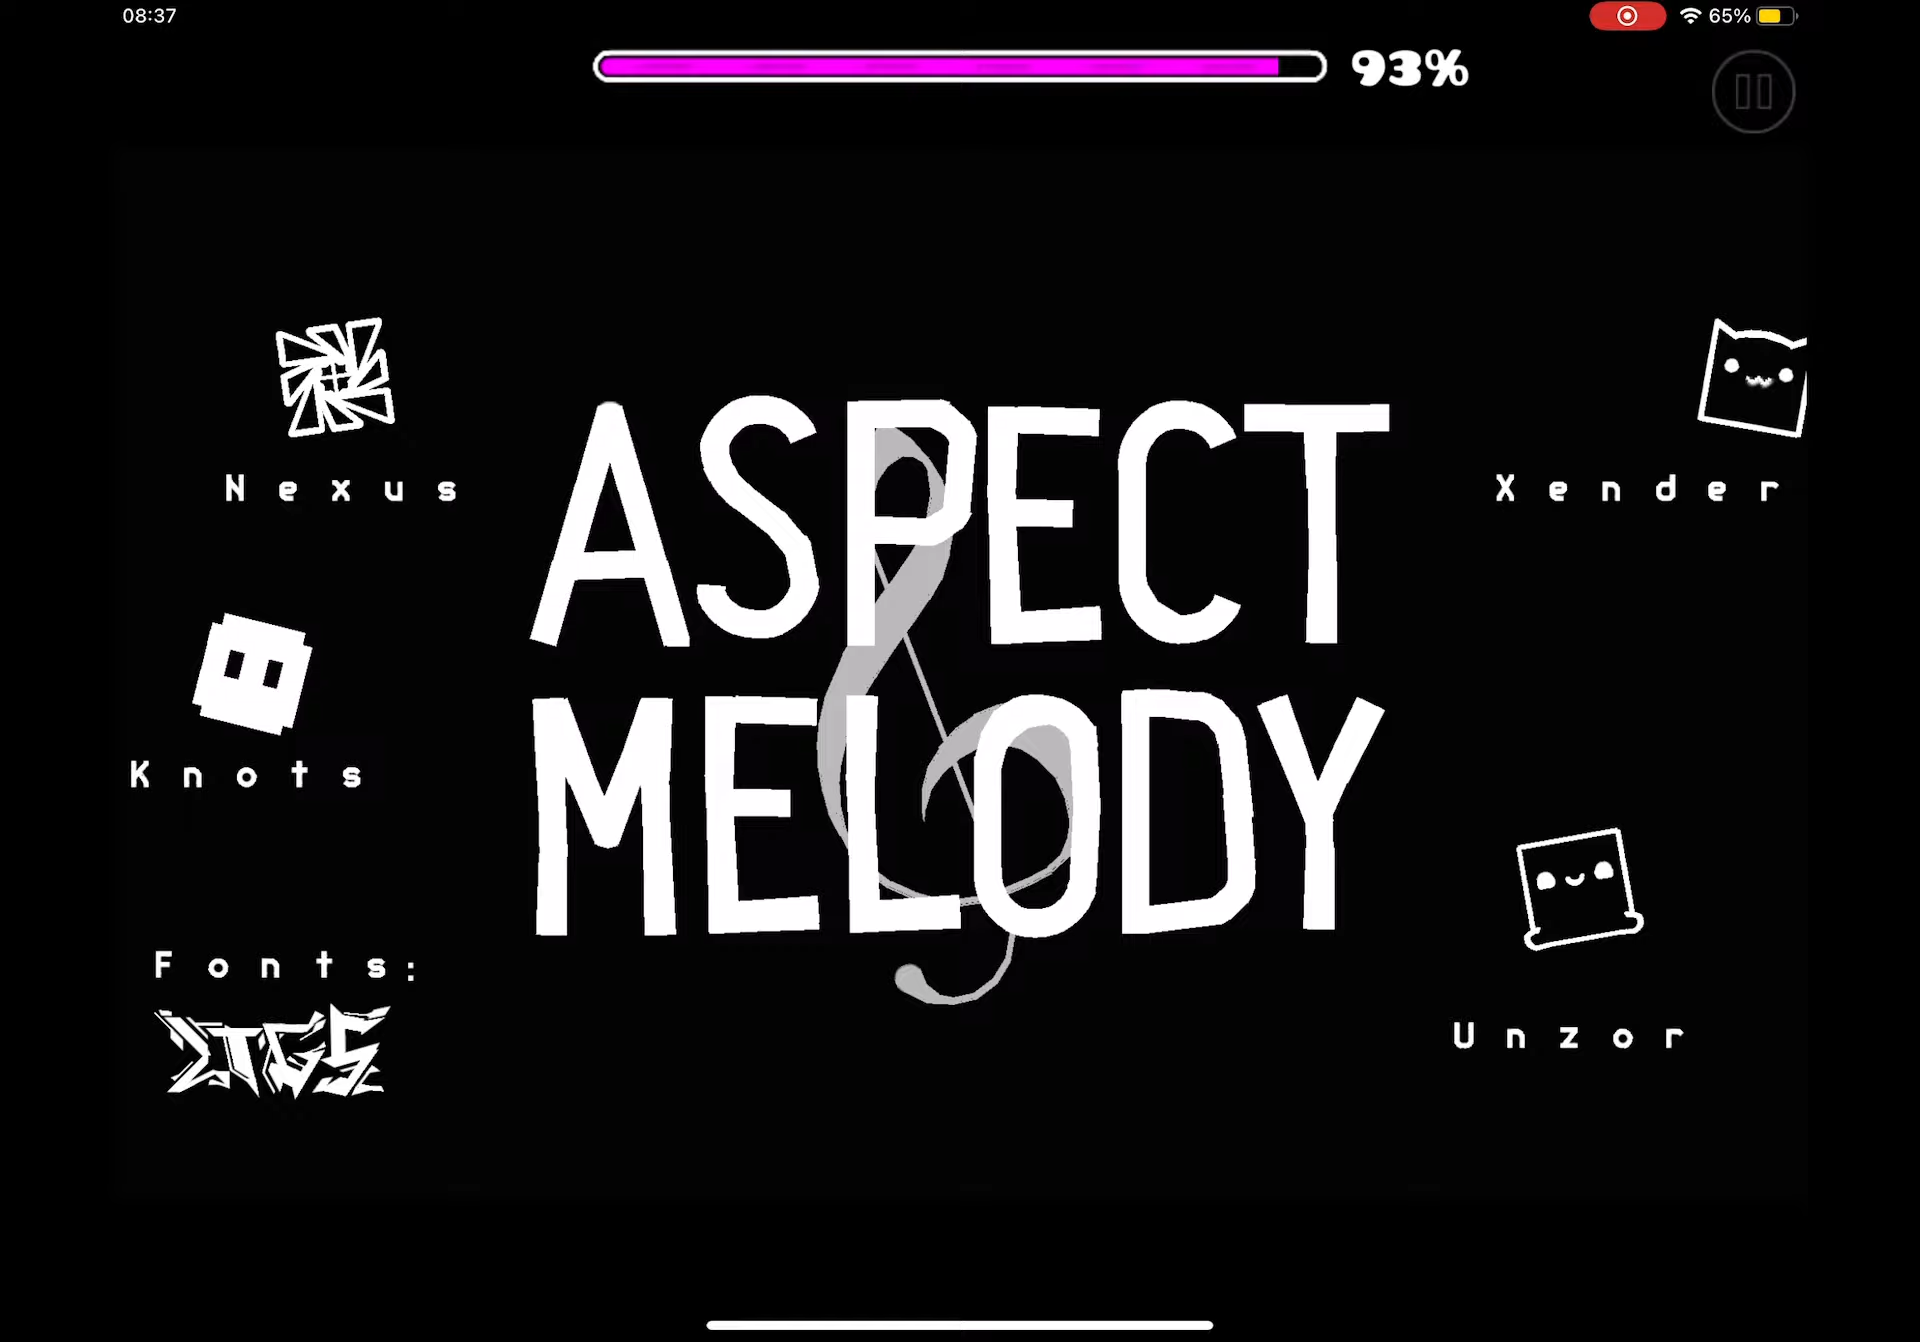 08:37
65%
93%
Nexus
Xender
ASPECT
MELODY
Knots
Fonts:
Unzor